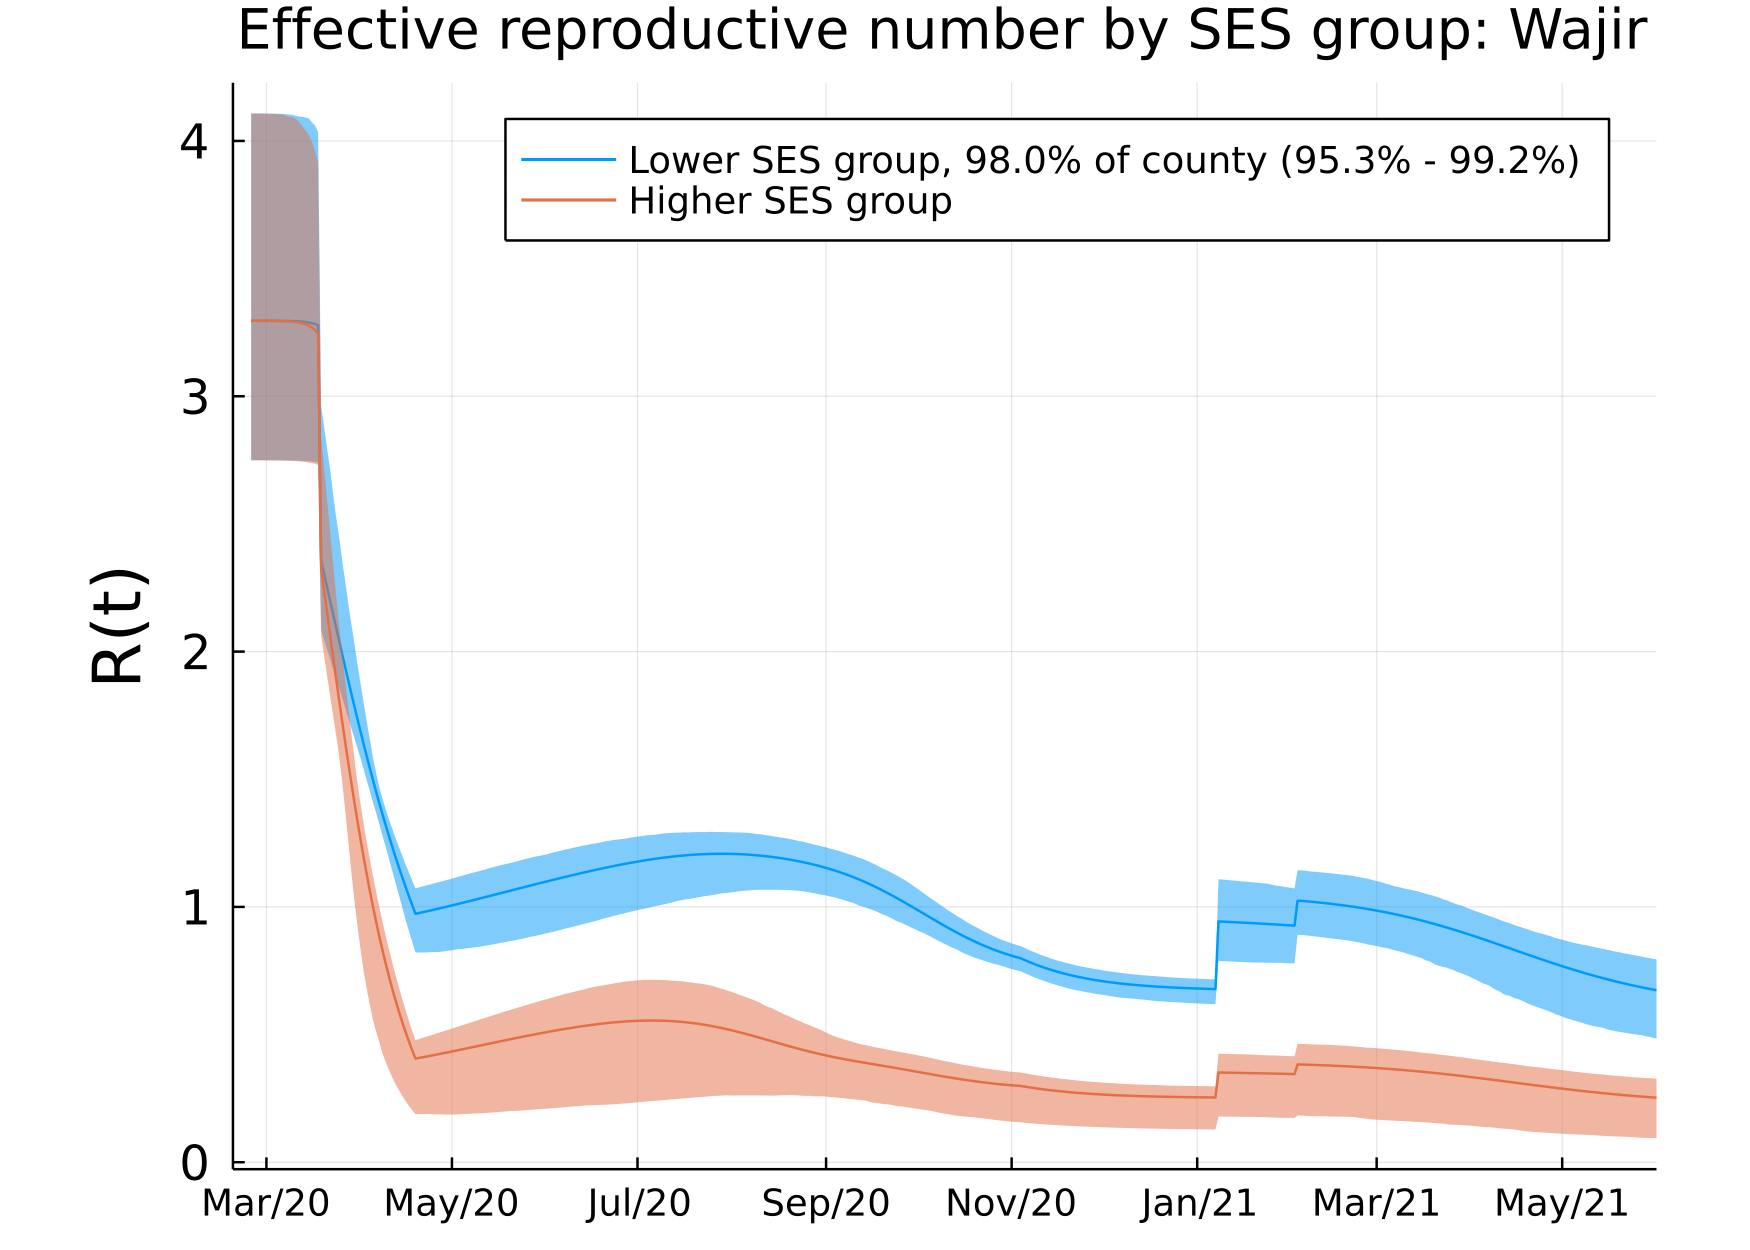 Effective reproductive number by SES group: Wajir
Lower SES group, 98.0% of county (95.3% - 99.2%)
Higher SES group
R(t)
4
3
2
1
0
Mar/20 May/20 Jul/20 Sep/20 Nov/20 Jan/21 Mar/21 May/21